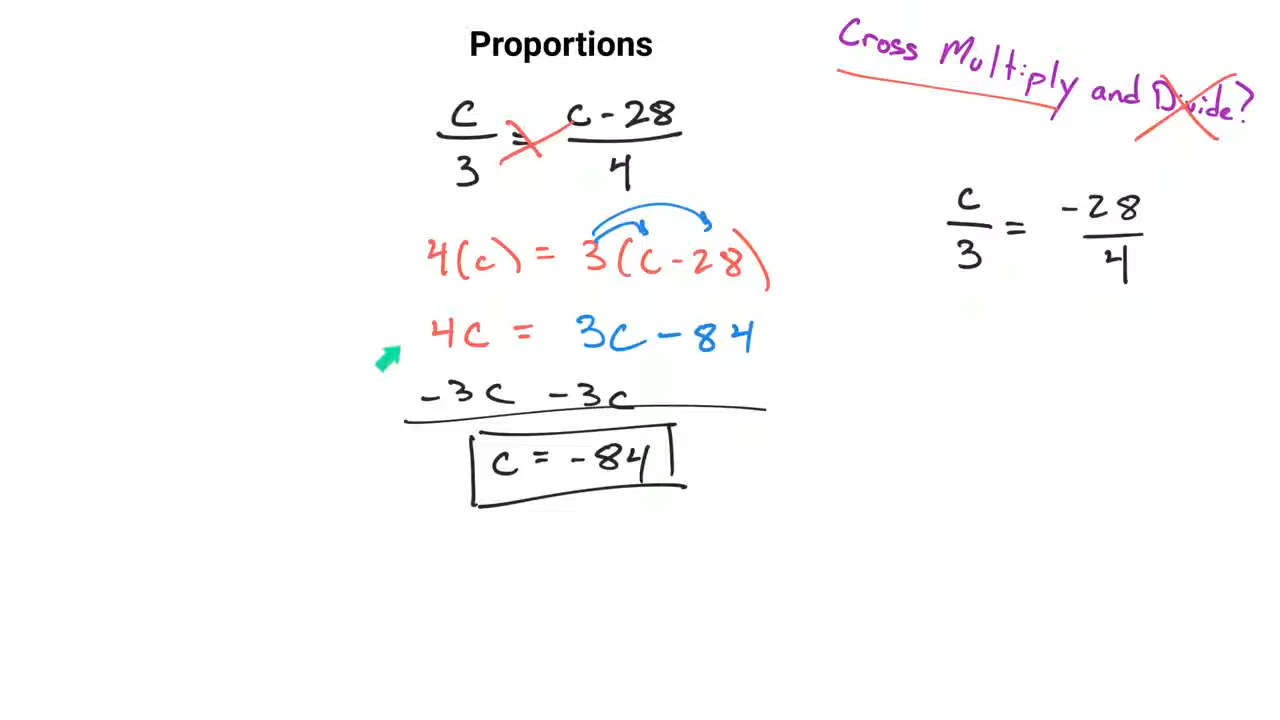 Proportions
Cross Multiply and Divide?
c/3 = c - 28/4
4(c) = 3(c - 28)
4c = 3c - 84
-3c -3c
c = -84
c/3 = -28/4